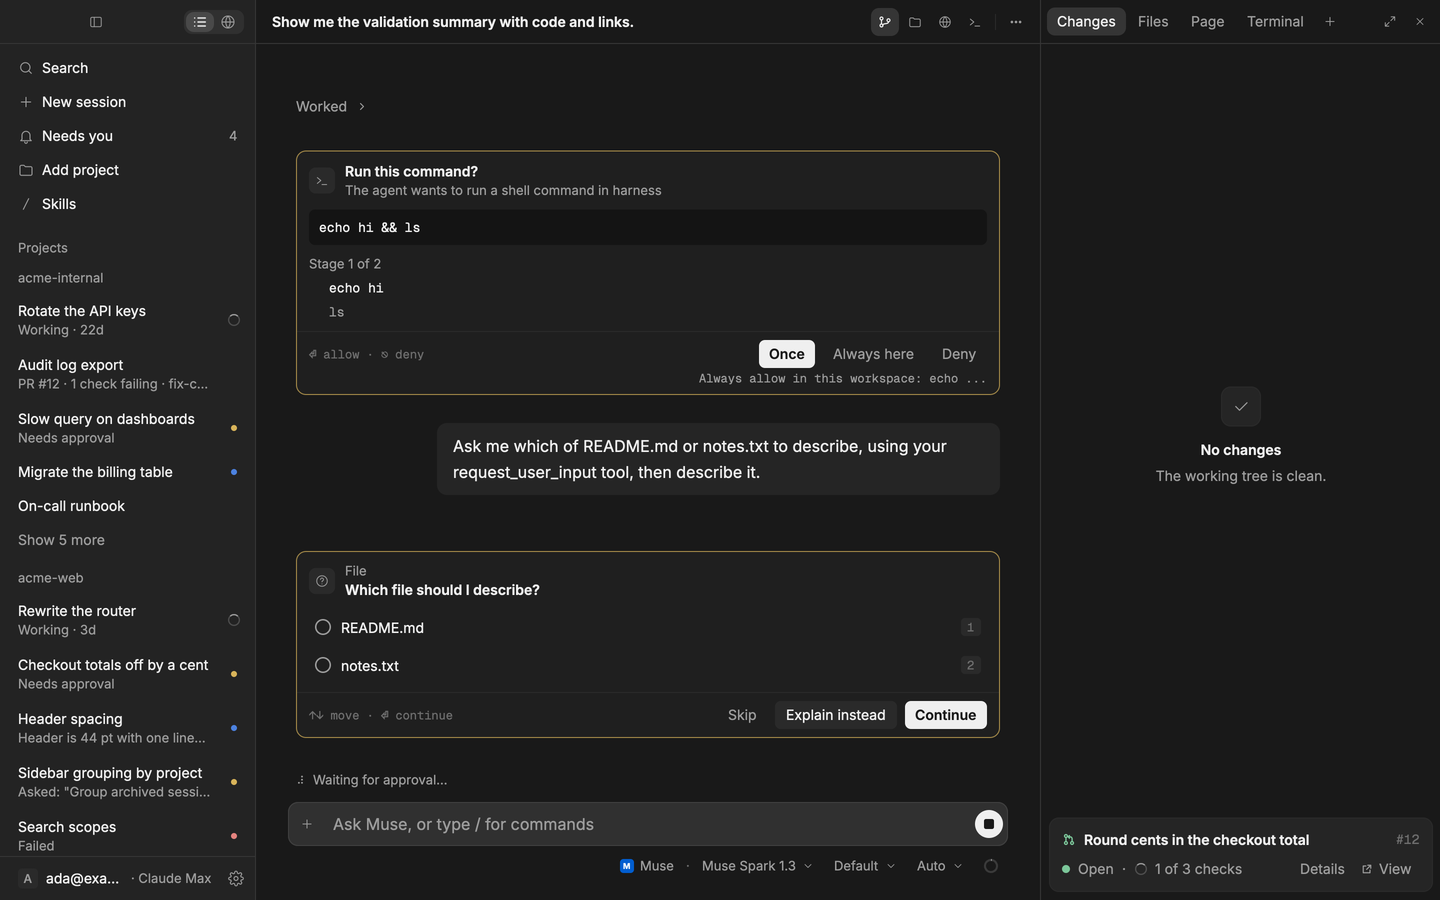 Show me the validation summary with code and links.
Changes
Files
Page
Terminal
Search
New session
Needs you 4
Add project
Skills
Projects
acme-internal
Rotate the API keys
Working · 22d
Audit log export
PR #12 · 1 check failing · fix-c...
Slow query on dashboards
Needs approval
Migrate the billing table
On-call runbook
Show 5 more
acme-web
Rewrite the router
Working · 3d
Checkout totals off by a cent
Needs approval
Header spacing
Header is 44 pt with one line...
Sidebar grouping by project
Asked: "Group archived sessi...
Search scopes
Failed
A ada@exa... · Claude Max
Worked
Run this command?
The agent wants to run a shell command in harness
echo hi && ls
Stage 1 of 2
echo hi
ls
allow · deny
Once
Always here
Deny
Always allow in this workspace: echo ...
Ask me which of README.md or notes.txt to describe, using your
request_user_input tool, then describe it.
File
Which file should I describe?
README.md 1
notes.txt 2
move · continue
Skip
Explain instead
Continue
Waiting for approval...
Ask Muse, or type / for commands
M Muse · Muse Spark 1.3
Default
Auto
No changes
The working tree is clean.
Round cents in the checkout total #12
Open · 1 of 3 checks
Details
View